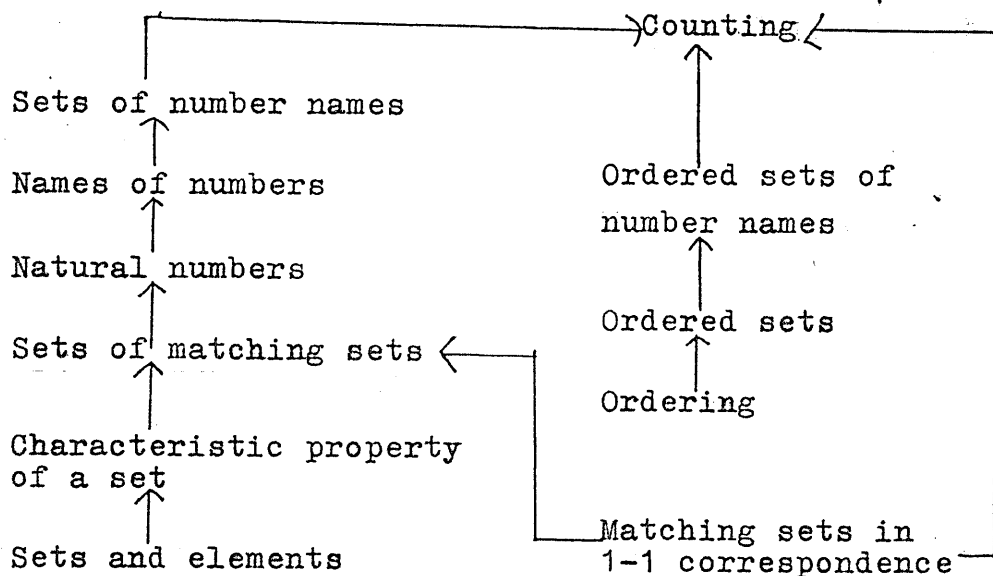 Counting
Sets of number names
Names of numbers
Natural numbers
Sets of matching sets
Characteristic property
of a set
Sets and elements
Ordered sets of
number names
Ordered sets
Ordering
Matching sets in
1-1 correspondence